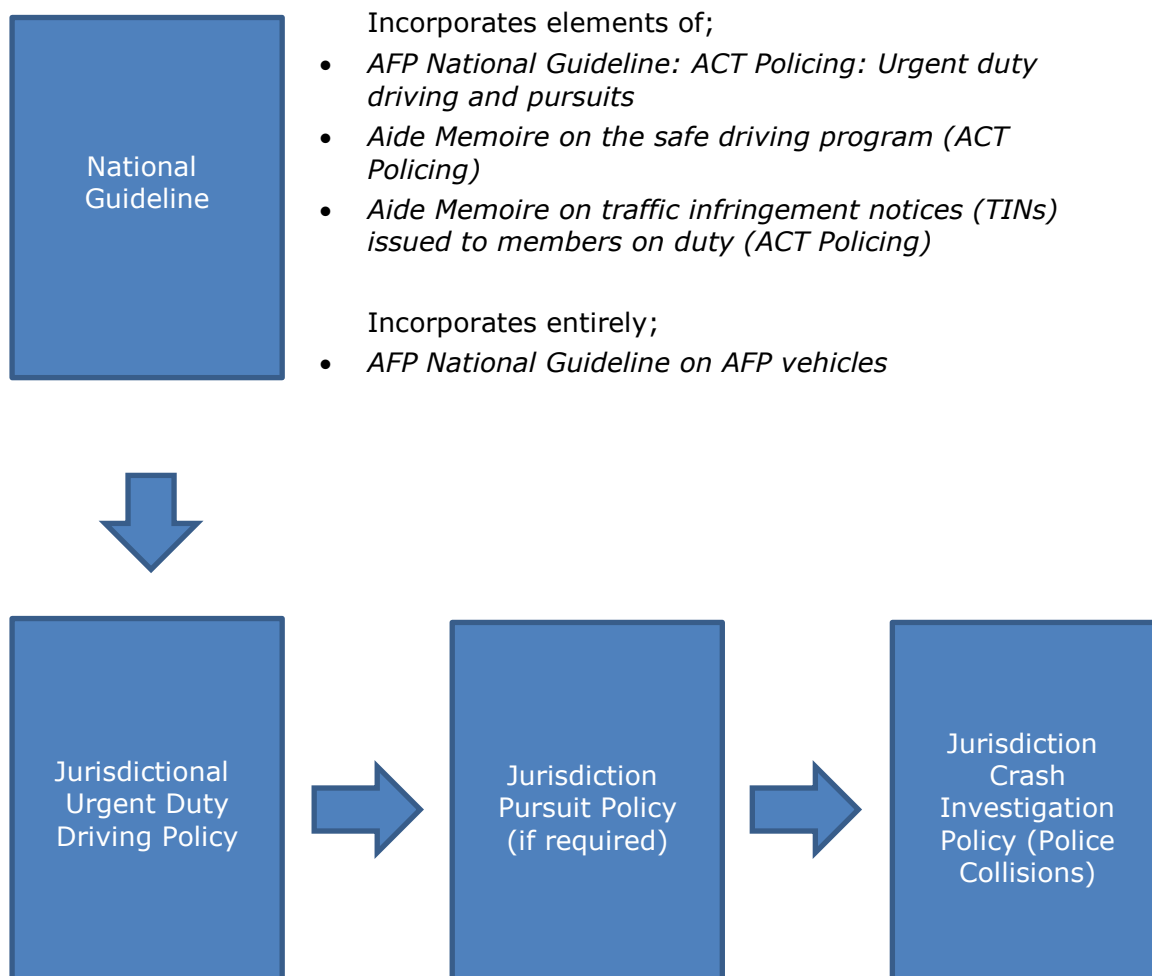 Incorporates elements of;
• AFP National Guideline: ACT Policing: Urgent duty
driving and pursuits
• Aide Memoire on the safe driving program (ACT
Policing)
• Aide Memoire on traffic infringement notices (TINs)
issued to members on duty (ACT Policing)
Incorporates entirely;
• AFP National Guideline on AFP vehicles
National
Guideline
Jurisdictional
Urgent Duty
Driving Policy
Jurisdiction
Pursuit Policy
(if required)
Jurisdiction
Crash
Investigation
Policy (Police
Collisions)